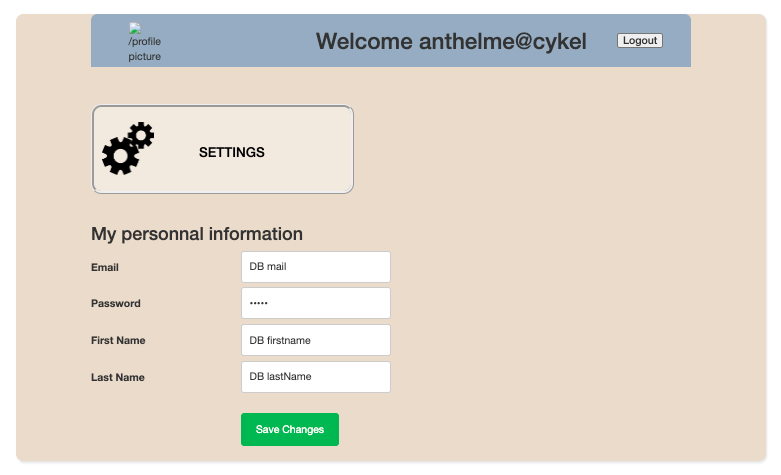 /profile
picture
Welcome anthelme@cykel
Logout
SETTINGS
My personnal information
Email
DB mail
Password
•••••
First Name
DB firstname
Last Name
DB lastName
Save Changes